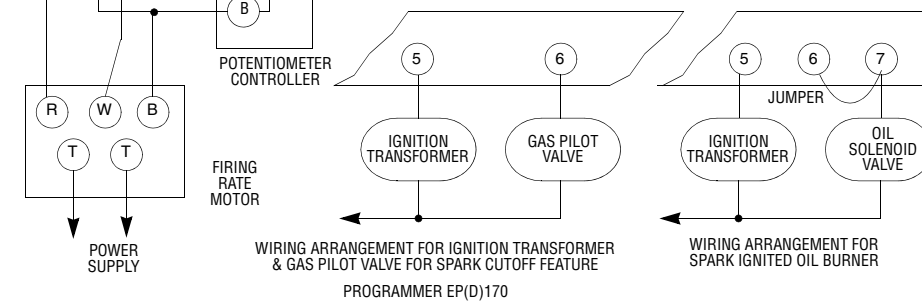 B
POTENTIOMETER
CONTROLLER
R W B
T T
FIRING
RATE
MOTOR
POWER
SUPPLY
5 6
IGNITION
TRANSFORMER
GAS PILOT
VALVE
WIRING ARRANGEMENT FOR IGNITION TRANSFORMER
& GAS PILOT VALVE FOR SPARK CUTOFF FEATURE
PROGRAMMER EP(D)170
5 6 7
JUMPER
IGNITION
TRANSFORMER
OIL
SOLENOID
VALVE
WIRING ARRANGEMENT FOR
SPARK IGNITED OIL BURNER